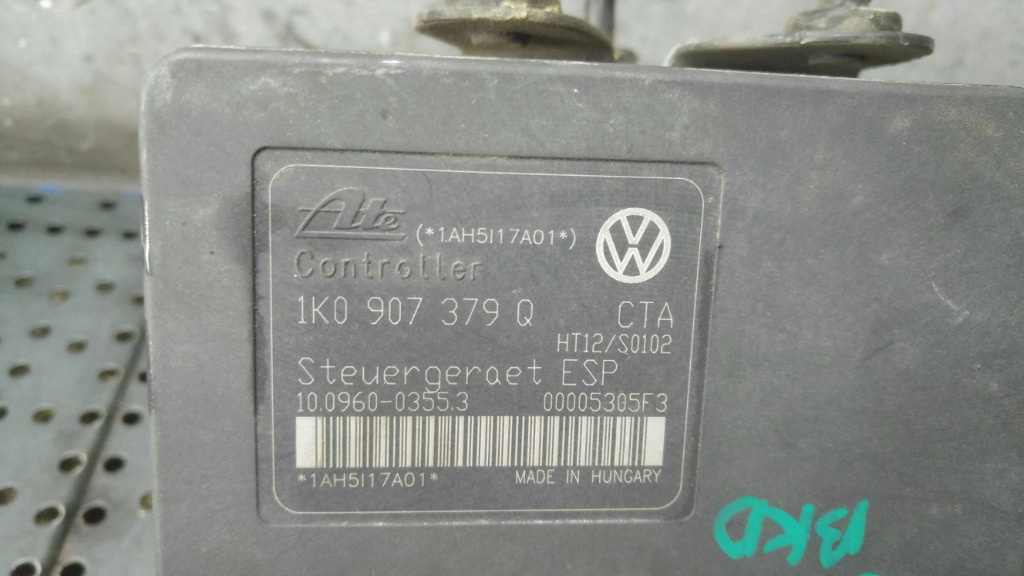 Ate (*1AH5I17A01*)
Controller
1K0 907 379 Q CTA
HT12/S0102
Steuergeraet ESP
10.0960-0355.3 00005305F3
*1AH5I17A01* MADE IN HUNGARY
BKD